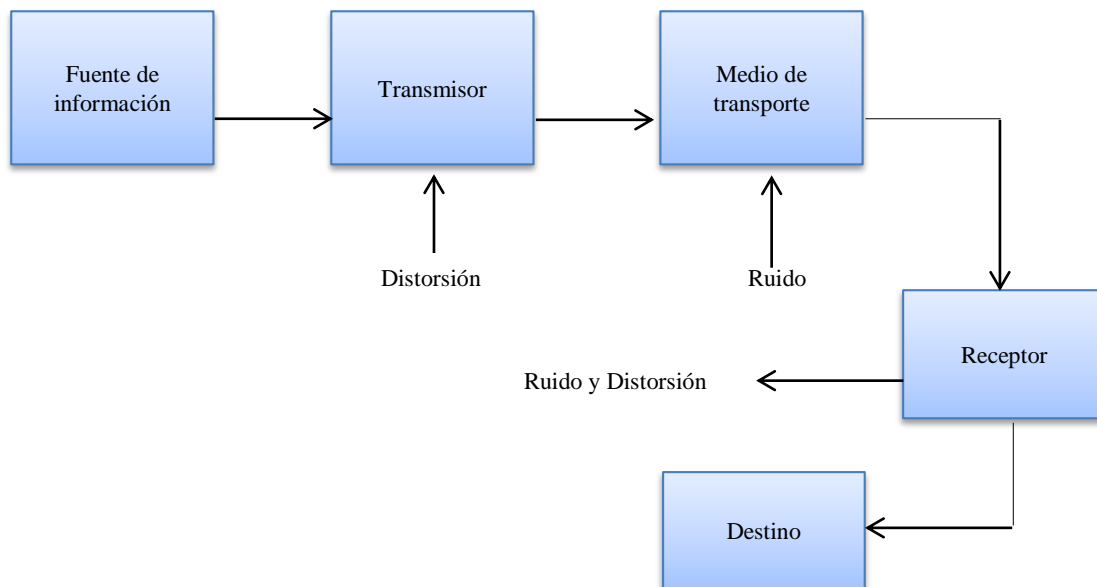 Fuente de
información
Transmisor
Medio de
transporte
Distorsión
Ruido
Receptor
Ruido y Distorsión
Destino